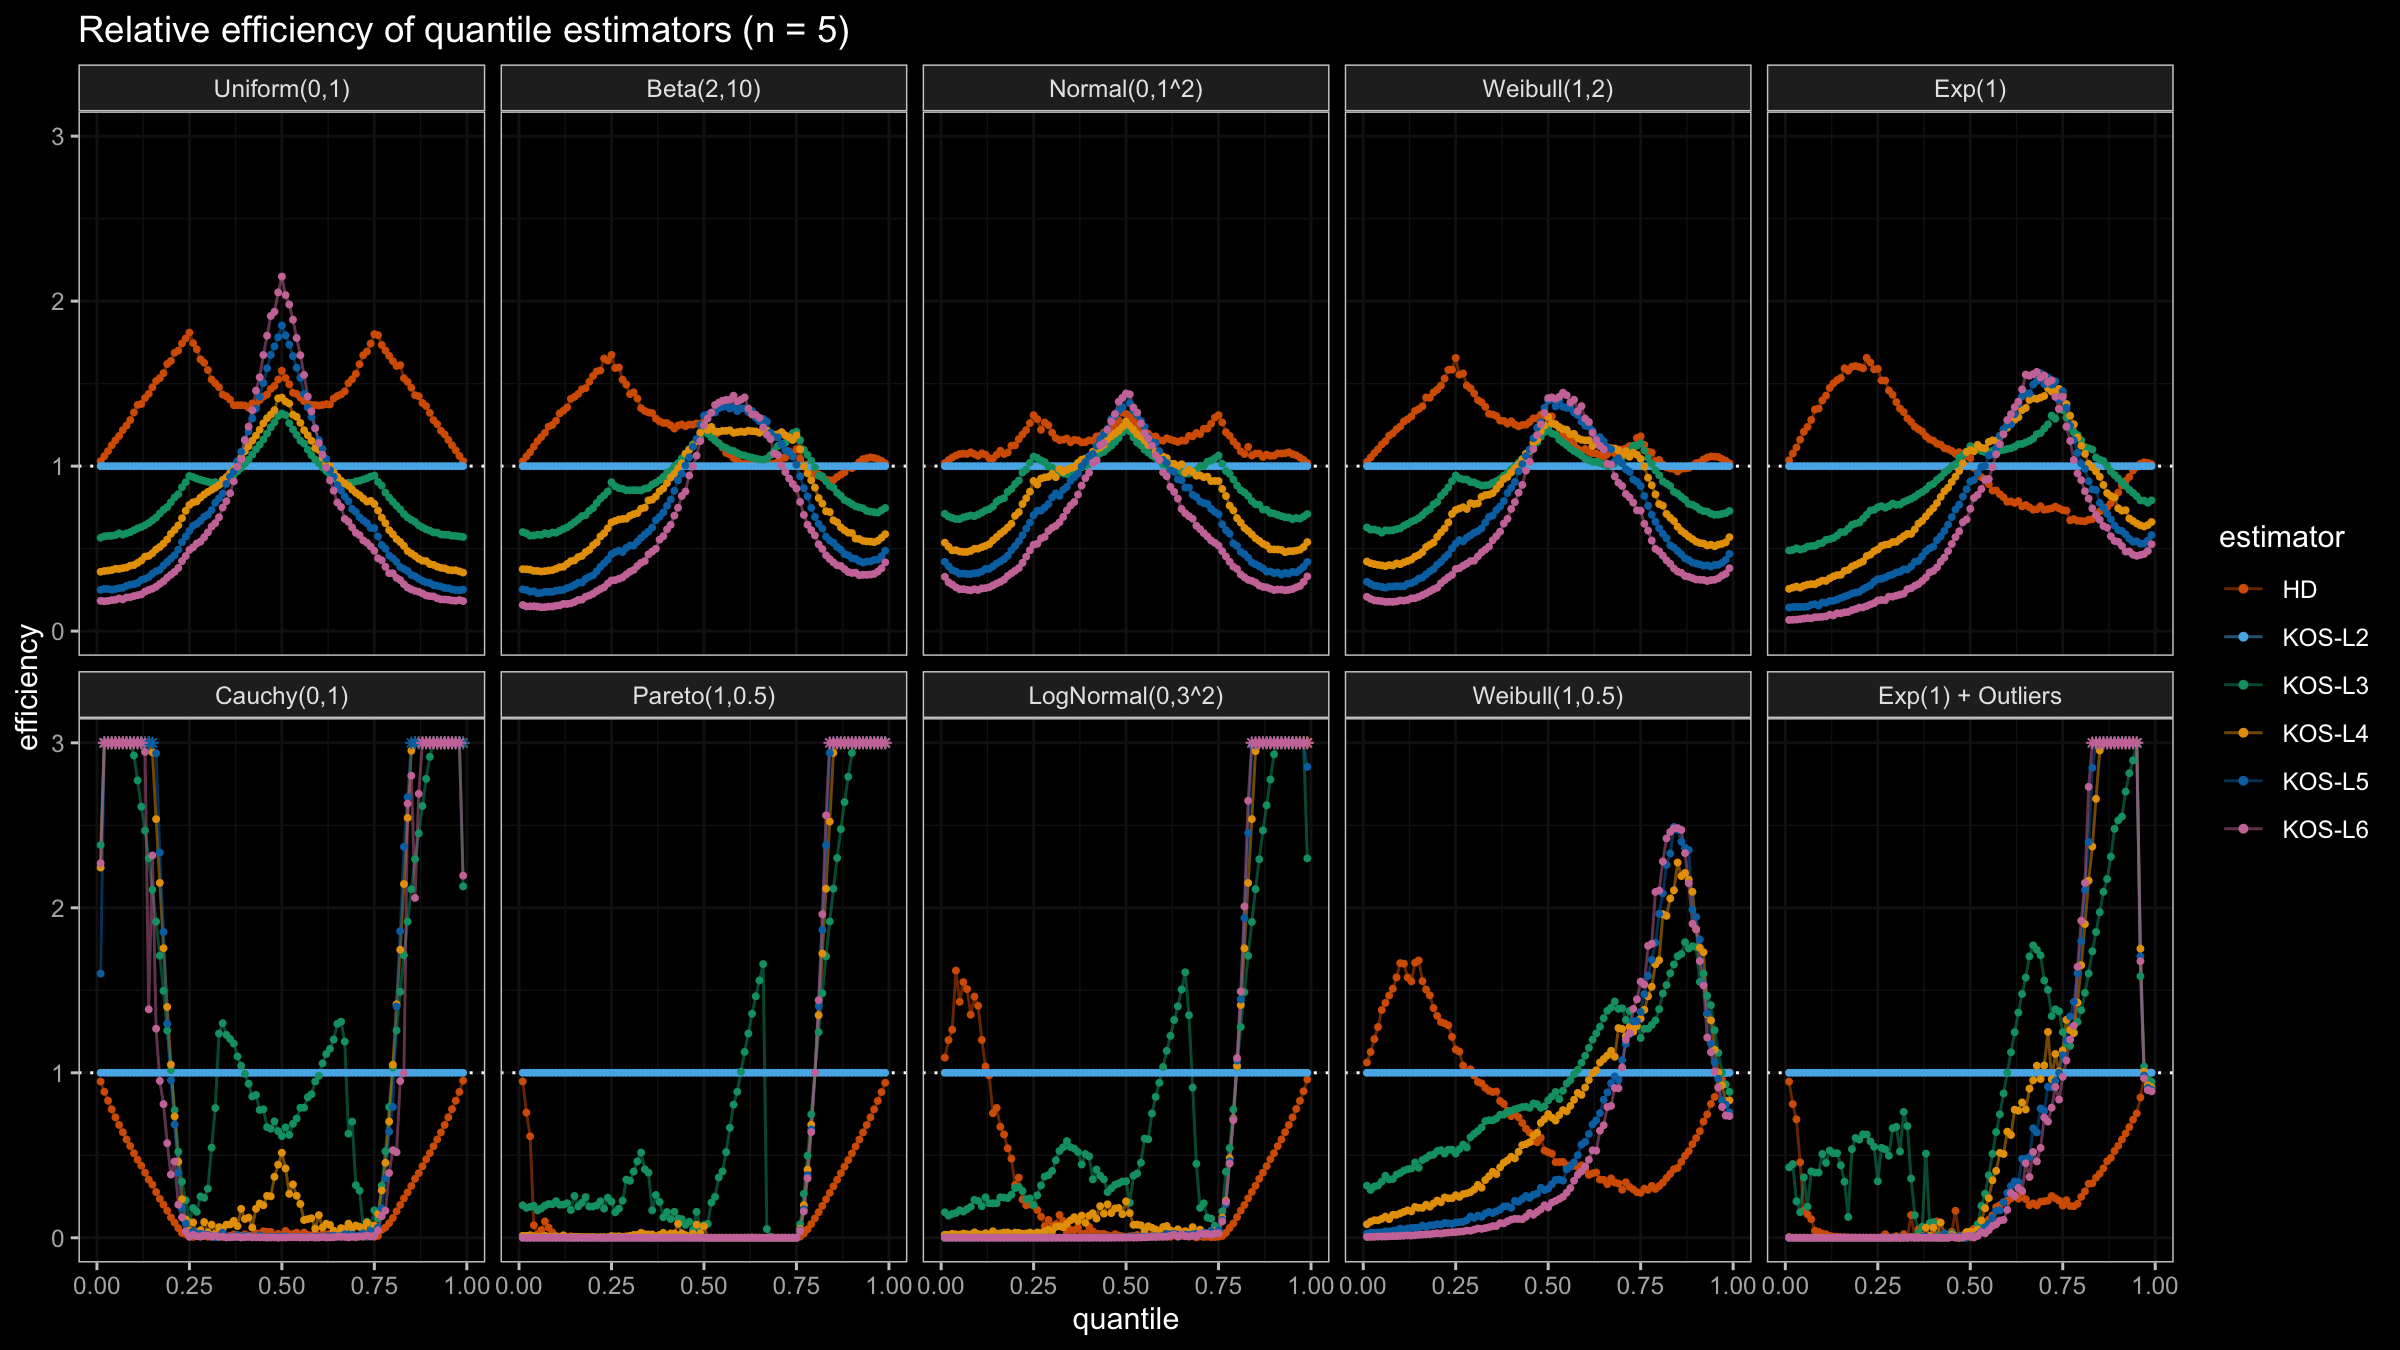 Relative efficiency of quantile estimators (n = 5)
Uniform(0,1) Beta(2,10) Normal(0,1^2) Weibull(1,2) Exp(1)
3
2
1
0
Cauchy(0,1) Pareto(1,0.5) LogNormal(0,3^2) Weibull(1,0.5) Exp(1) + Outliers
3
2
1
0
0.00 0.25 0.50 0.75 1.00 0.00 0.25 0.50 0.75 1.00 0.00 0.25 0.50 0.75 1.00 0.00 0.25 0.50 0.75 1.00 0.00 0.25 0.50 0.75 1.00
quantile
efficiency
estimator
HD
KOS-L2
KOS-L3
KOS-L4
KOS-L5
KOS-L6